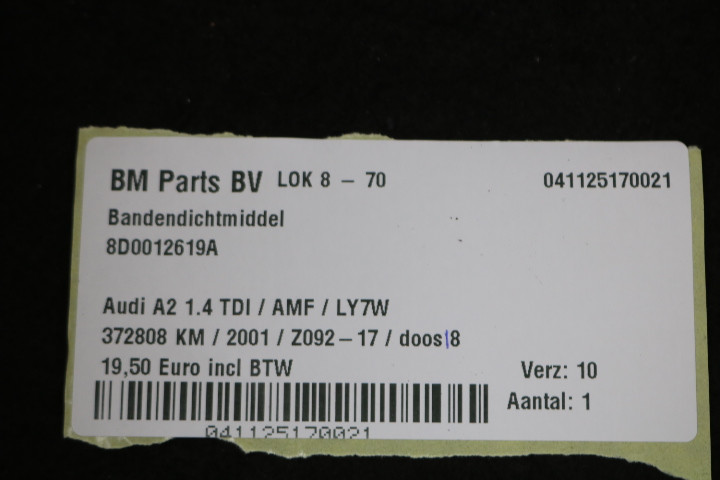 BM Parts BV LOK 8 – 70 041125170021
Bandendichtmiddel
8D0012619A
Audi A2 1.4 TDI / AMF / LY7W
372808 KM / 2001 / Z092-17 / doos 8
19,50 Euro incl BTW Verz: 10
Aantal: 1
041125170021